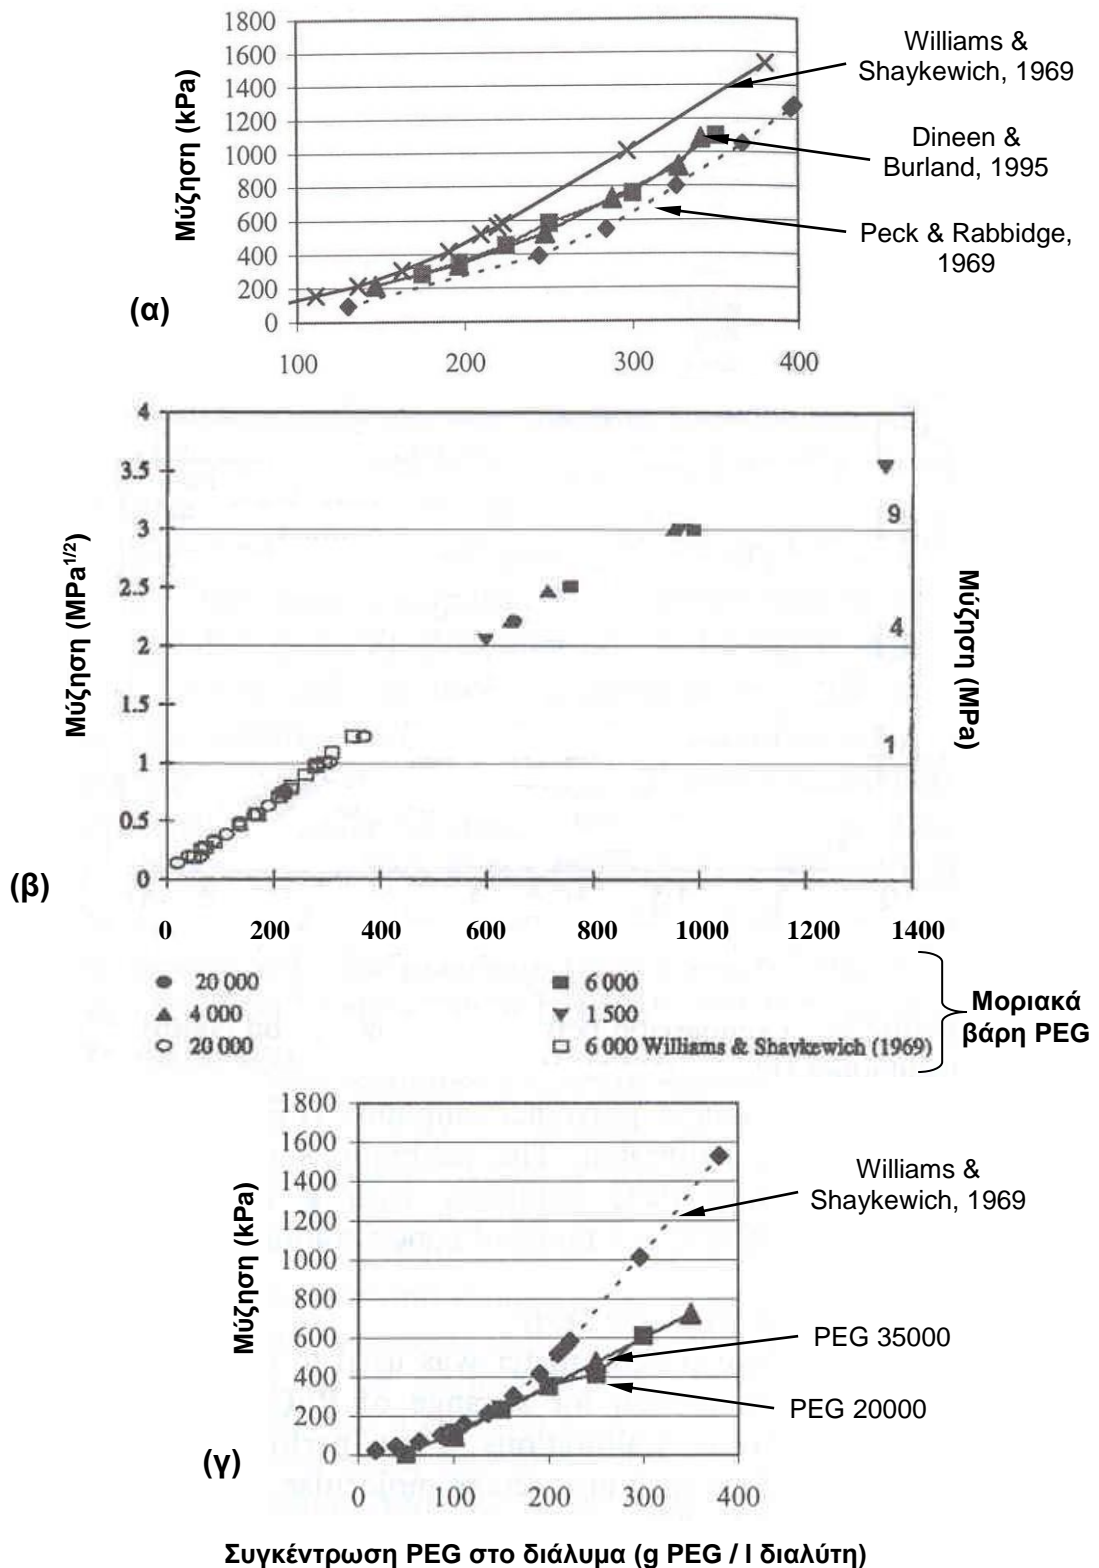 1800
1600
1400
1200
1000
800
600
400
200
0
Μύζηση (kPa)
(α)
100 200 300 400
Williams &
Shaykewich, 1969
Dineen &
Burland, 1995
Peck & Rabbidge,
1969
4
3.5
3
2.5
2
1.5
1
0.5
0
Μύζηση (MPa1/2)
9
4
1
Μύζηση (MPa)
(β)
0 200 400 600 800 1000 1200 1400
20 000
6 000
4 000
1 500
20 000
6 000 Williams & Shaykewich (1969)
Μοριακά
βάρη PEG
1800
1600
1400
1200
1000
800
600
400
200
0
Μύζηση (kPa)
(γ)
0 100 200 300 400
Williams &
Shaykewich, 1969
PEG 35000
PEG 20000
Συγκέντρωση PEG στο διάλυμα (g PEG / l διαλύτη)